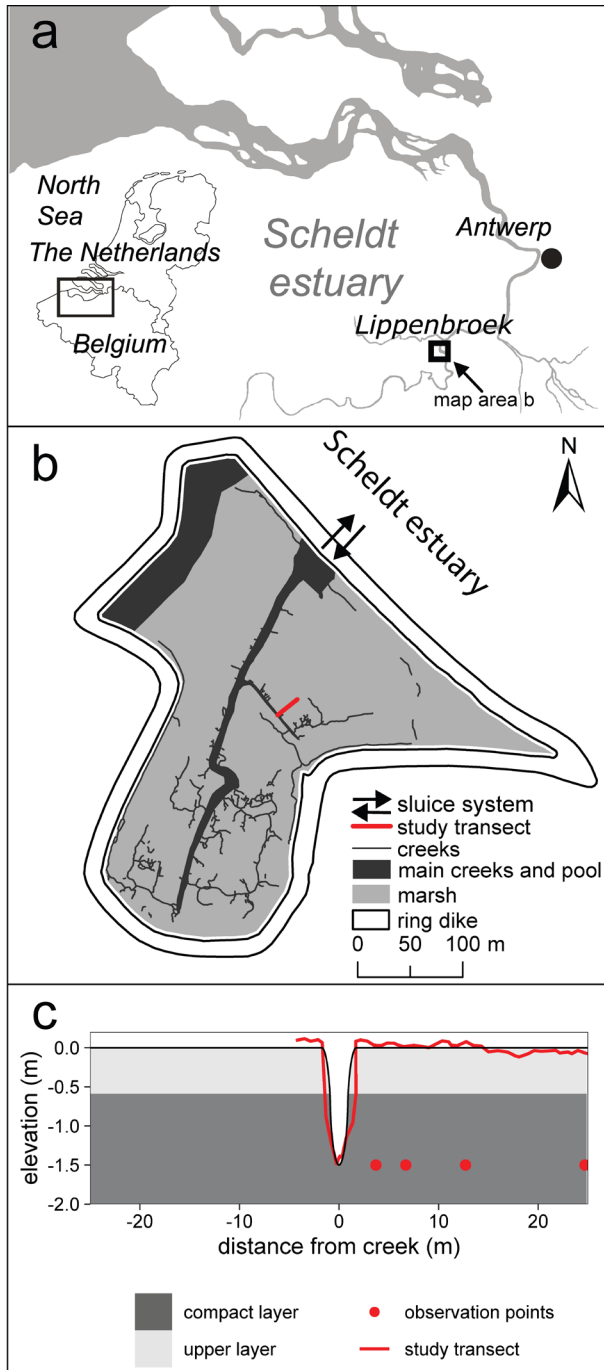 a
North
Sea
The Netherlands
Belgium
Scheldt
estuary
Antwerp
Lippenbroek
map area b
b
Scheldt estuary
N
sluice system
study transect
creeks
main creeks and pool
marsh
ring dike
0 50 100 m
c
elevation (m)
0.0
-0.5
-1.0
-1.5
-2.0
-20 -10 0 10 20
distance from creek (m)
compact layer
observation points
upper layer
study transect